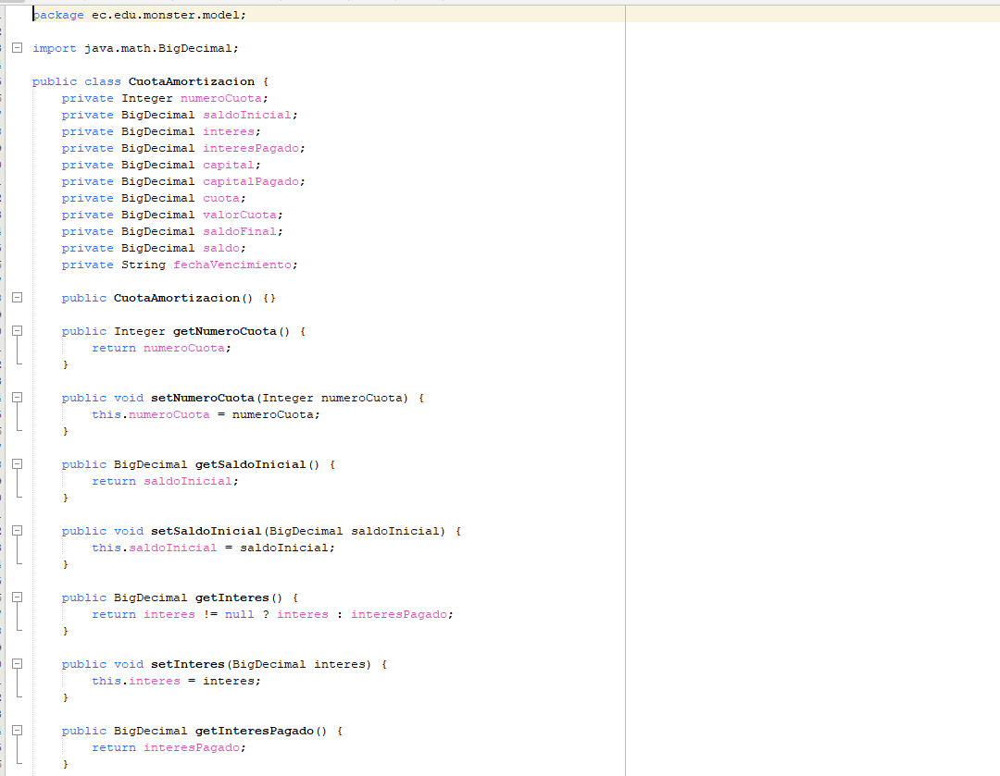 package ec.edu.monster.model;
import java.math.BigDecimal;
public class CuotaAmortizacion {
private Integer numeroCuota;
private BigDecimal saldoInicial;
private BigDecimal interes;
private BigDecimal interesPagado;
private BigDecimal capital;
private BigDecimal capitalPagado;
private BigDecimal cuota;
private BigDecimal valorCuota;
private BigDecimal saldoFinal;
private BigDecimal saldo;
private String fechaVencimiento;
public CuotaAmortizacion() {}
public Integer getNumeroCuota() {
return numeroCuota;
}
public void setNumeroCuota(Integer numeroCuota) {
this.numeroCuota = numeroCuota;
}
public BigDecimal getSaldoInicial() {
return saldoInicial;
}
public void setSaldoInicial(BigDecimal saldoInicial) {
this.saldoInicial = saldoInicial;
}
public BigDecimal getInteres() {
return interes != null ? interes : interesPagado;
}
public void setInteres(BigDecimal interes) {
this.interes = interes;
}
public BigDecimal getInteresPagado() {
return interesPagado;
}